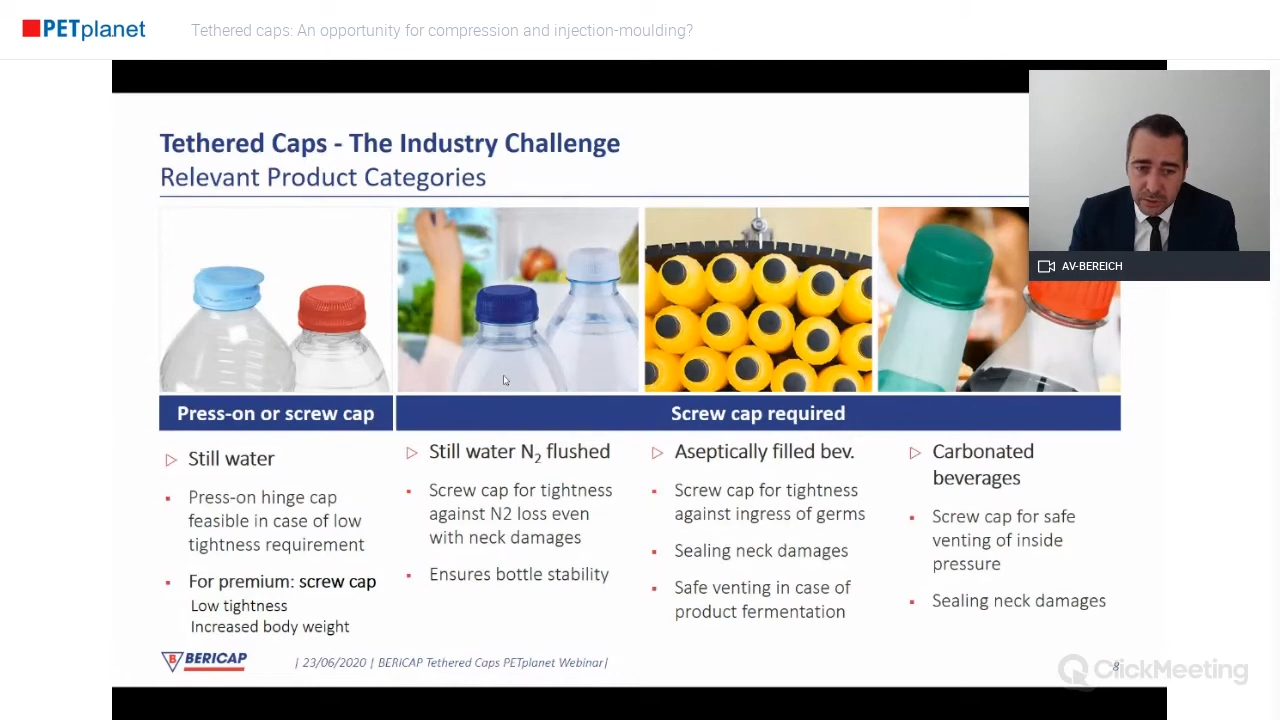 PETplanet
Tethered caps: An opportunity for compression and injection-moulding?
Tethered Caps - The Industry Challenge
Relevant Product Categories
AV-BEREICH
Press-on or screw cap
Screw cap required
Still water
Press-on hinge cap
feasible in case of low
tightness requirement
For premium: screw cap
Low tightness
Increased body weight
Still water N₂ flushed
Screw cap for tightness
against N2 loss even
with neck damages
Ensures bottle stability
Aseptically filled bev.
Screw cap for tightness
against ingress of germs
Sealing neck damages
Safe venting in case of
product fermentation
Carbonated
beverages
Screw cap for safe
venting of inside
pressure
Sealing neck damages
B BERICAP
| 23/06/2020 | BERICAP Tethered Caps PETplanet Webinar|
8
ClickMeeting